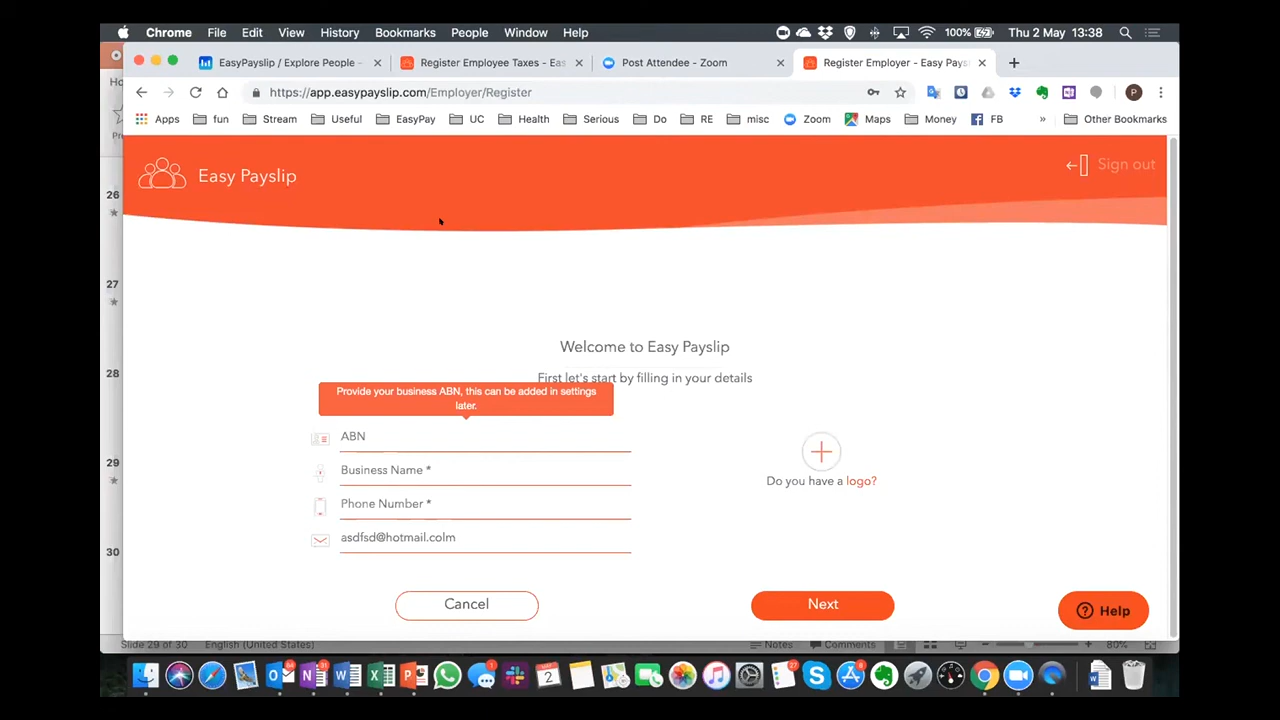 Chrome File Edit View History Bookmarks People Window Help 100% Thu 2 May 13:38
EasyPayslip / Explore People - Register Employee Taxes - Eas Post Attendee - Zoom Register Employer - Easy Pays
https://app.easypayslip.com/Employer/Register P
Apps fun Stream Useful EasyPay UC Health Serious Do RE misc Zoom Maps Money FB » Other Bookmarks
Easy Payslip
Sign out
26
27
28
29
30
Welcome to Easy Payslip
First let's start by filling in your details
Provide your business ABN, this can be added in settings
later.
ABN
Business Name *
Phone Number *
asdfsd@hotmail.colm
Do you have a logo?
Cancel
Next
Help
Slide 29 of 30 English (United States) Notes Comments 80%